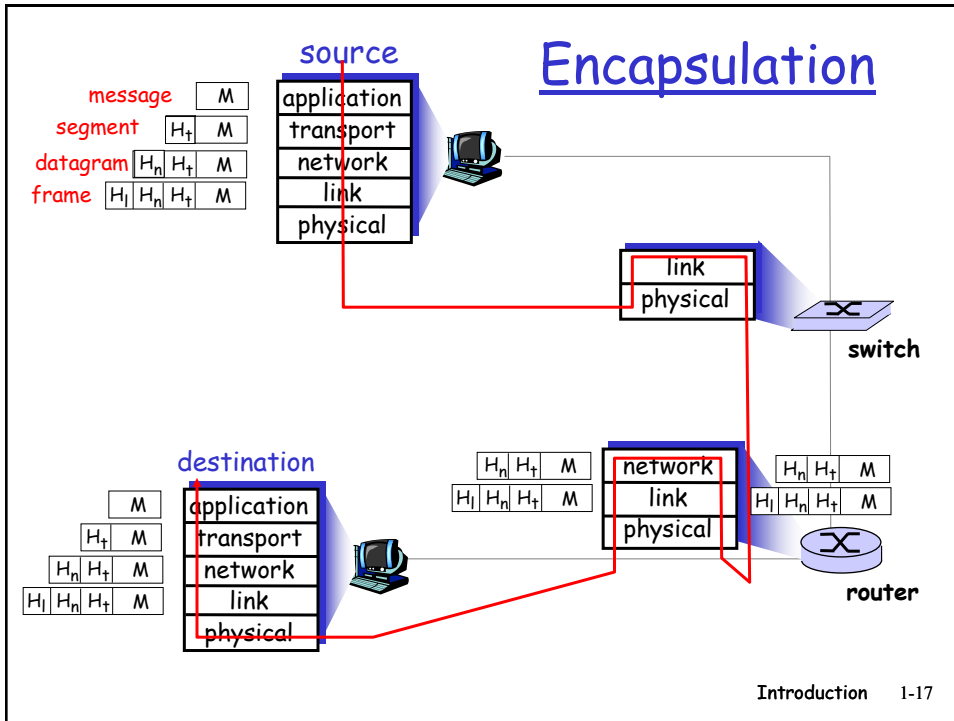 Encapsulation
source
message M
segment Hₜ M
datagram Hₙ Hₜ M
frame Hₗ Hₙ Hₜ M
application
transport
network
link
physical
link
physical
switch
destination
M
Hₜ M
Hₙ Hₜ M
Hₗ Hₙ Hₜ M
application
transport
network
link
physical
Hₙ Hₜ M
Hₗ Hₙ Hₜ M
network
link
physical
Hₙ Hₜ M
Hₗ Hₙ Hₜ M
router
Introduction 1-17